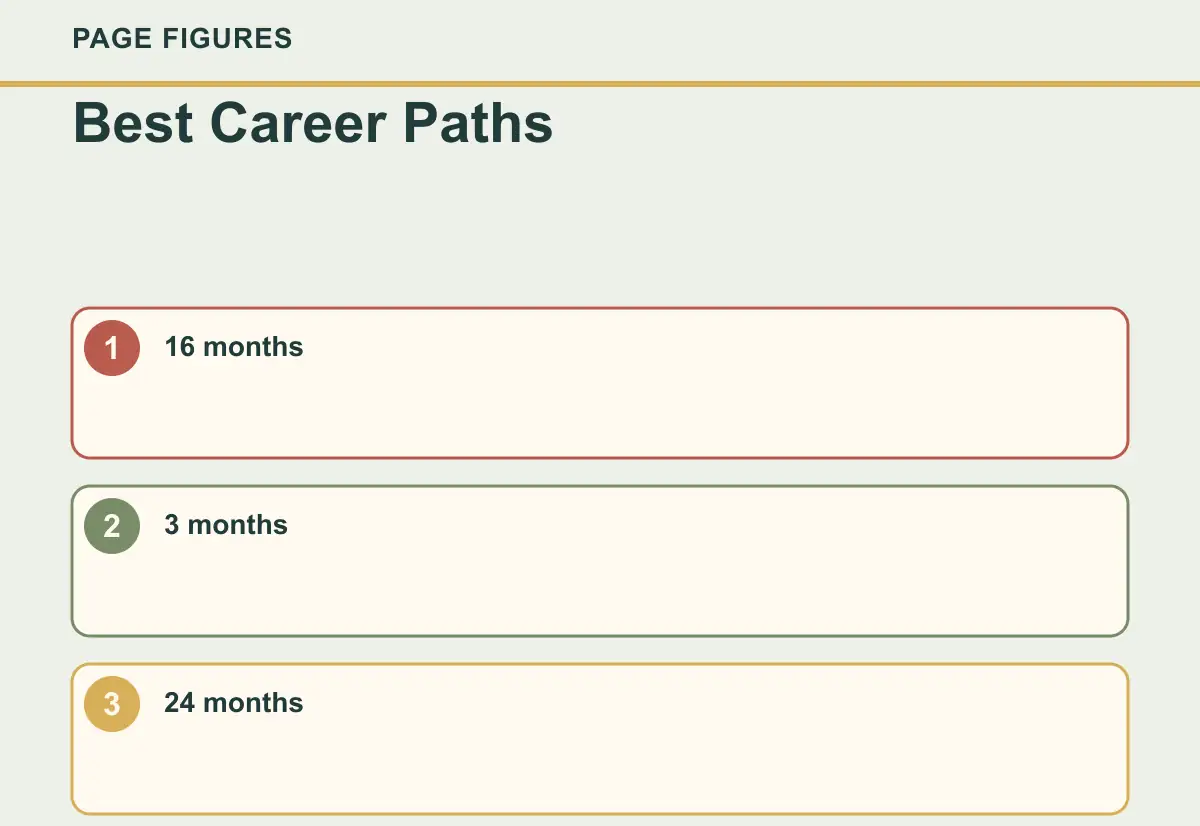 PAGE FIGURES
Best Career Paths
1 16 months
2 3 months
3 24 months